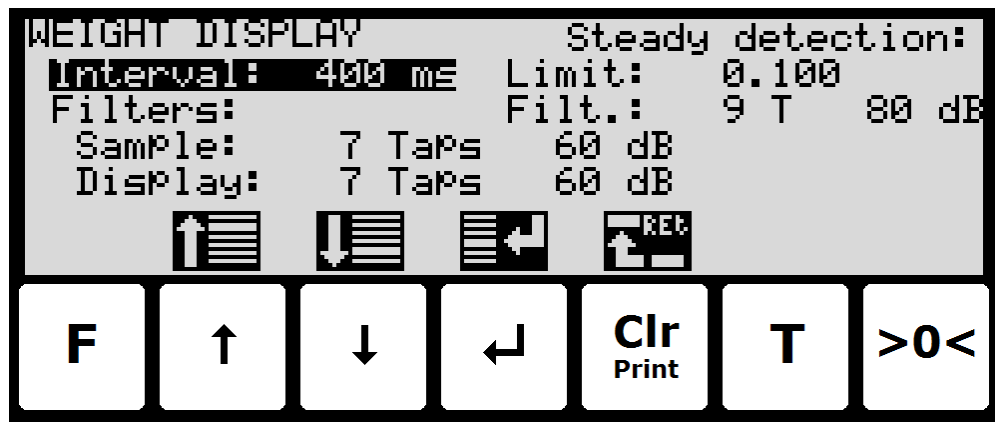 WEIGHT DISPLAY
Steady detection:
Interval: 400 ms Limit: 0.100
Filters: Filt.: 9 T 80 dB
Sample: 7 Taps 60 dB
Display: 7 Taps 60 dB
REt
F ↑ ↓ ↵ Clr T >0<
Print